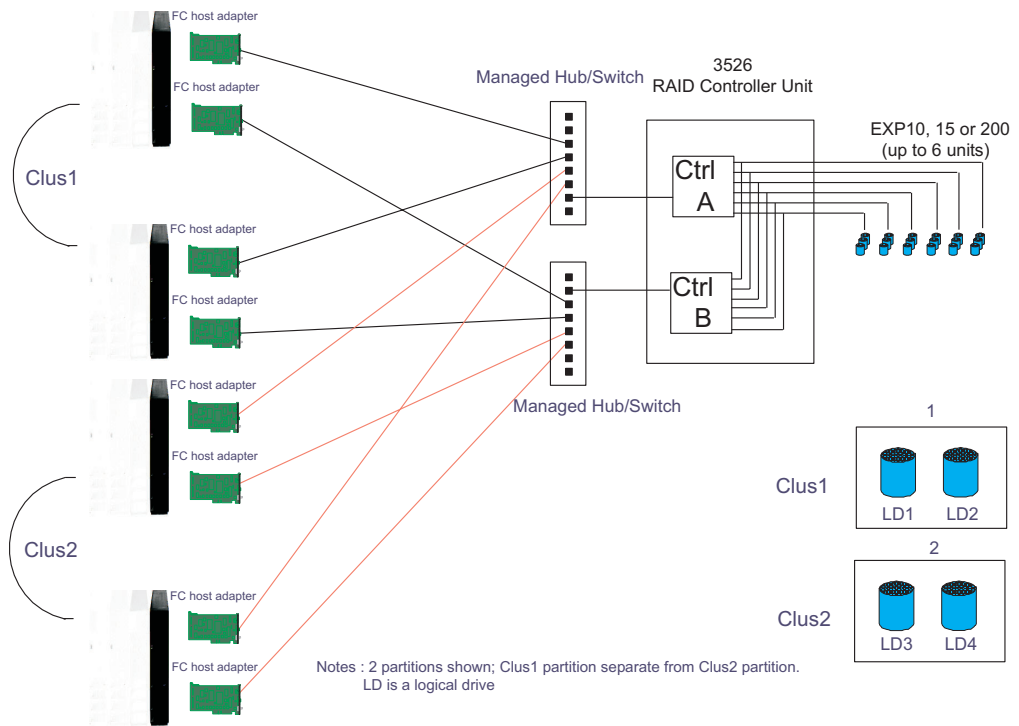 FC host adapter
FC host adapter
Clus1
FC host adapter
FC host adapter
FC host adapter
FC host adapter
Clus2
FC host adapter
FC host adapter
Managed Hub/Switch
3526
RAID Controller Unit
EXP10, 15 or 200
(up to 6 units)
Ctrl
A
Ctrl
B
Managed Hub/Switch
1
Clus1
LD1 LD2
2
Clus2
LD3 LD4
Notes : 2 partitions shown; Clus1 partition separate from Clus2 partition.
LD is a logical drive